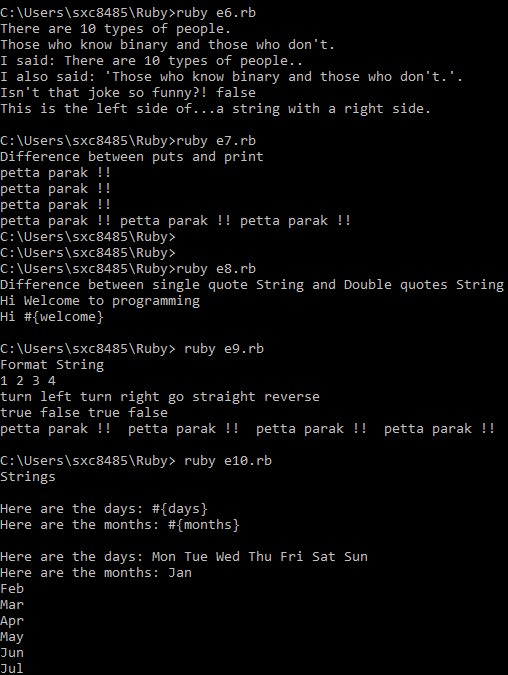 C:\Users\sxc8485\Ruby>ruby e6.rb
There are 10 types of people.
Those who know binary and those who don't.
I said: There are 10 types of people..
I also said: 'Those who know binary and those who don't.'.
Isn't that joke so funny?! false
This is the left side of...a string with a right side.
C:\Users\sxc8485\Ruby>ruby e7.rb
Difference between puts and print
petta parak !!
petta parak !!
petta parak !!
petta parak !! petta parak !! petta parak !!
C:\Users\sxc8485\Ruby>
C:\Users\sxc8485\Ruby>
C:\Users\sxc8485\Ruby>ruby e8.rb
Difference between single quote String and Double quotes String
Hi Welcome to programming
Hi #{welcome}
C:\Users\sxc8485\Ruby> ruby e9.rb
Format String
1 2 3 4
turn left turn right go straight reverse
true false true false
petta parak !!  petta parak !!  petta parak !!  petta parak !!
C:\Users\sxc8485\Ruby> ruby e10.rb
Strings
Here are the days: #{days}
Here are the months: #{months}
Here are the days: Mon Tue Wed Thu Fri Sat Sun
Here are the months: Jan
Feb
Mar
Apr
May
Jun
Jul